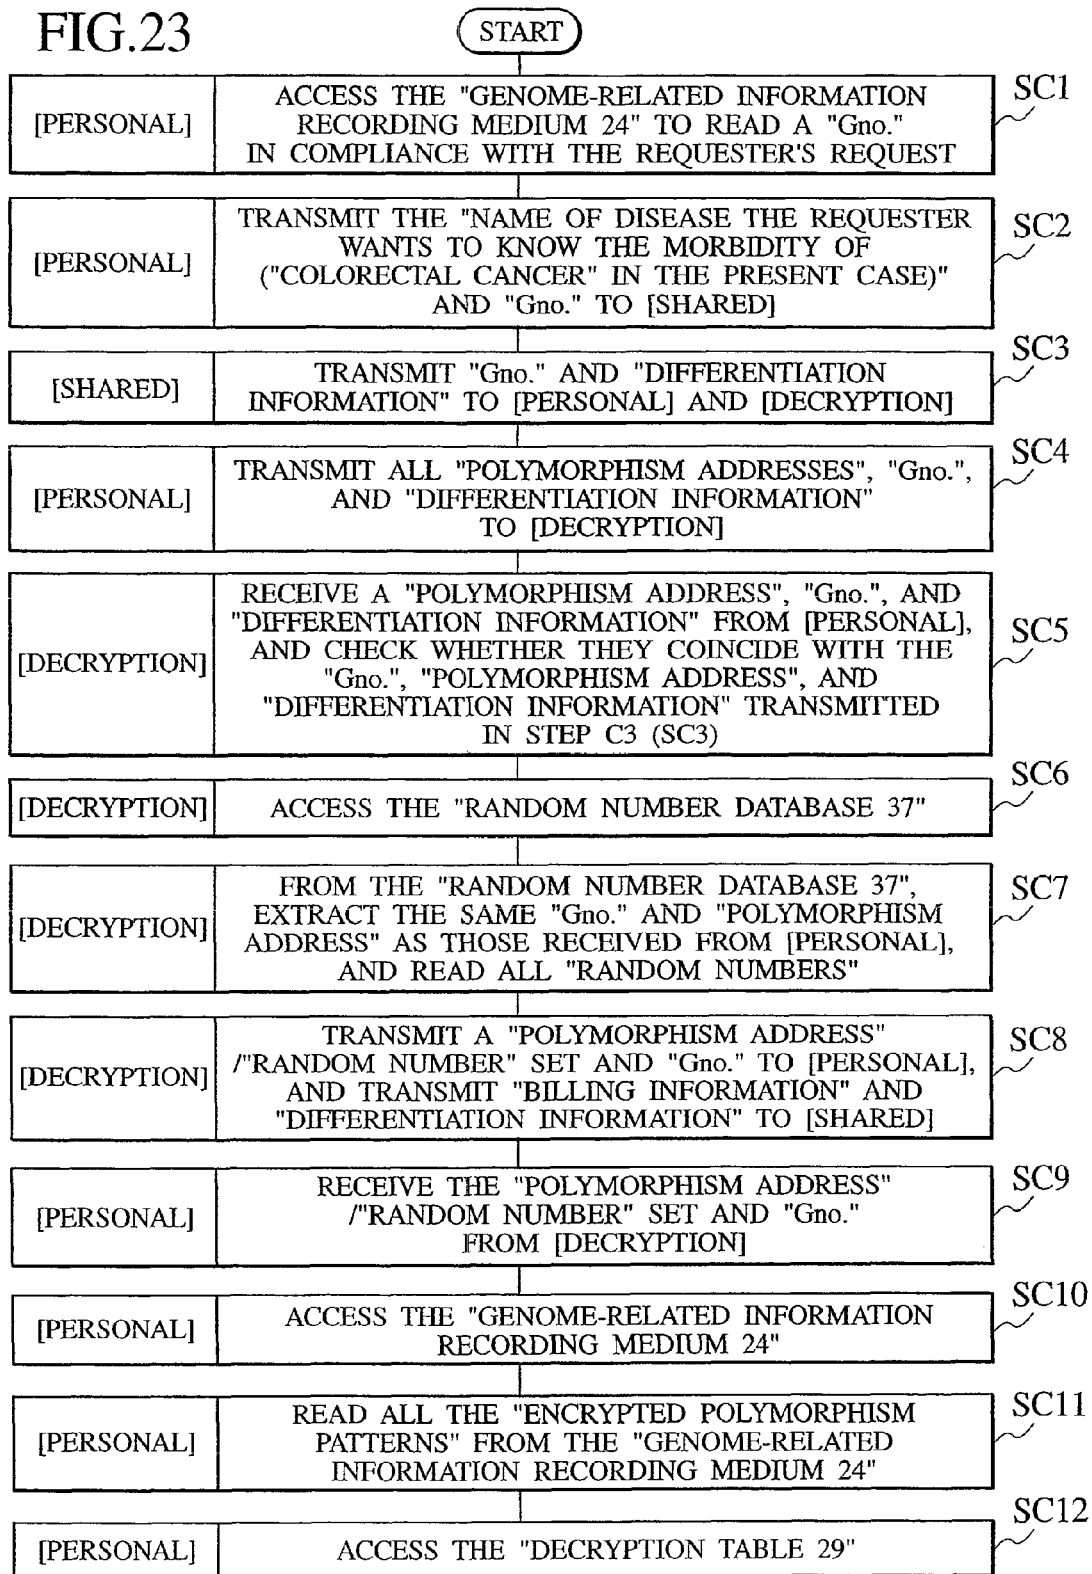 FIG.23
START
SC1
[PERSONAL]
ACCESS THE "GENOME-RELATED INFORMATION
RECORDING MEDIUM 24" TO READ A "Gno."
IN COMPLIANCE WITH THE REQUESTER'S REQUEST
SC2
[PERSONAL]
TRANSMIT THE "NAME OF DISEASE THE REQUESTER
WANTS TO KNOW THE MORBIDITY OF
("COLORECTAL CANCER" IN THE PRESENT CASE)"
AND "Gno." TO [SHARED]
SC3
[SHARED]
TRANSMIT "Gno." AND "DIFFERENTIATION
INFORMATION" TO [PERSONAL] AND [DECRYPTION]
SC4
[PERSONAL]
TRANSMIT ALL "POLYMORPHISM ADDRESSES", "Gno.",
AND "DIFFERENTIATION INFORMATION"
TO [DECRYPTION]
SC5
[DECRYPTION]
RECEIVE A "POLYMORPHISM ADDRESS", "Gno.", AND
"DIFFERENTIATION INFORMATION" FROM [PERSONAL],
AND CHECK WHETHER THEY COINCIDE WITH THE
"Gno.", "POLYMORPHISM ADDRESS", AND
"DIFFERENTIATION INFORMATION" TRANSMITTED
IN STEP C3 (SC3)
SC6
[DECRYPTION]
ACCESS THE "RANDOM NUMBER DATABASE 37"
SC7
[DECRYPTION]
FROM THE "RANDOM NUMBER DATABASE 37",
EXTRACT THE SAME "Gno." AND "POLYMORPHISM
ADDRESS" AS THOSE RECEIVED FROM [PERSONAL],
AND READ ALL "RANDOM NUMBERS"
SC8
[DECRYPTION]
TRANSMIT A "POLYMORPHISM ADDRESS"
/"RANDOM NUMBER" SET AND "Gno." TO [PERSONAL],
AND TRANSMIT "BILLING INFORMATION" AND
"DIFFERENTIATION INFORMATION" TO [SHARED]
SC9
[PERSONAL]
RECEIVE THE "POLYMORPHISM ADDRESS"
/"RANDOM NUMBER" SET AND "Gno."
FROM [DECRYPTION]
SC10
[PERSONAL]
ACCESS THE "GENOME-RELATED INFORMATION
RECORDING MEDIUM 24"
SC11
[PERSONAL]
READ ALL THE "ENCRYPTED POLYMORPHISM
PATTERNS" FROM THE "GENOME-RELATED
INFORMATION RECORDING MEDIUM 24"
SC12
[PERSONAL]
ACCESS THE "DECRYPTION TABLE 29"